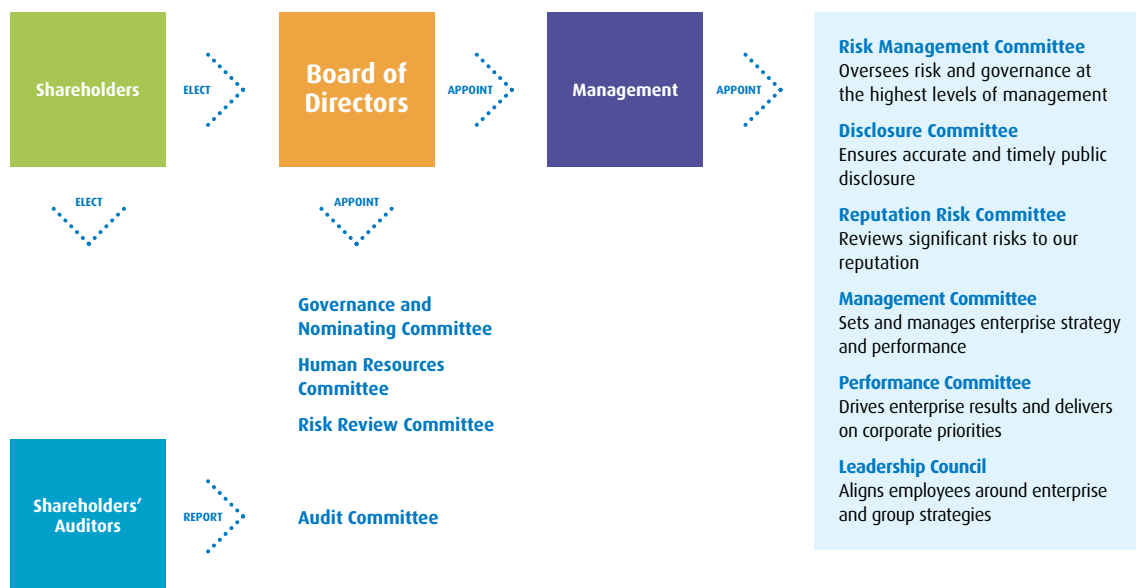 Shareholders
ELECT
Board of
Directors
APPOINT
Management
APPOINT
ELECT
APPOINT
Governance and
Nominating Committee
Human Resources
Committee
Risk Review Committee
Shareholders’
Auditors
REPORT
Audit Committee
Risk Management Committee
Oversees risk and governance at
the highest levels of management
Disclosure Committee
Ensures accurate and timely public
disclosure
Reputation Risk Committee
Reviews significant risks to our
reputation
Management Committee
Sets and manages enterprise strategy
and performance
Performance Committee
Drives enterprise results and delivers
on corporate priorities
Leadership Council
Aligns employees around enterprise
and group strategies